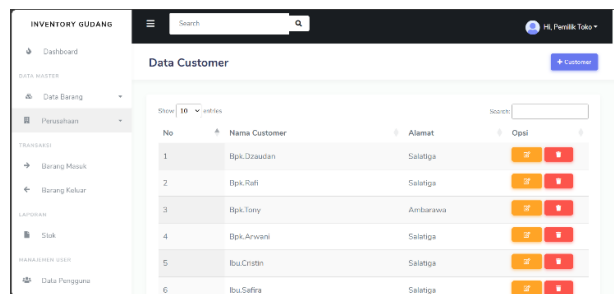 INVENTORY GUDANG
Dashboard
DATA MASTER
Data Barang
Perusahaan
TRANSAKSI
Barang Masuk
Barang Keluar
LAPORAN
Stok
MANAJEMEN USER
Data Pengguna
Search
Hi, Pemilik Toko
Data Customer
+ Customer
Show 10 entries
Search:
No Nama Customer Alamat Opsi
1 Bpk.Dzaudan Salatiga
2 Bpk.Rafi Salatiga
3 Bpk.Tony Ambarawa
4 Bpk.Arwani Salatiga
5 Ibu.Cristin Salatiga
6 Ibu.Safira Salatiga